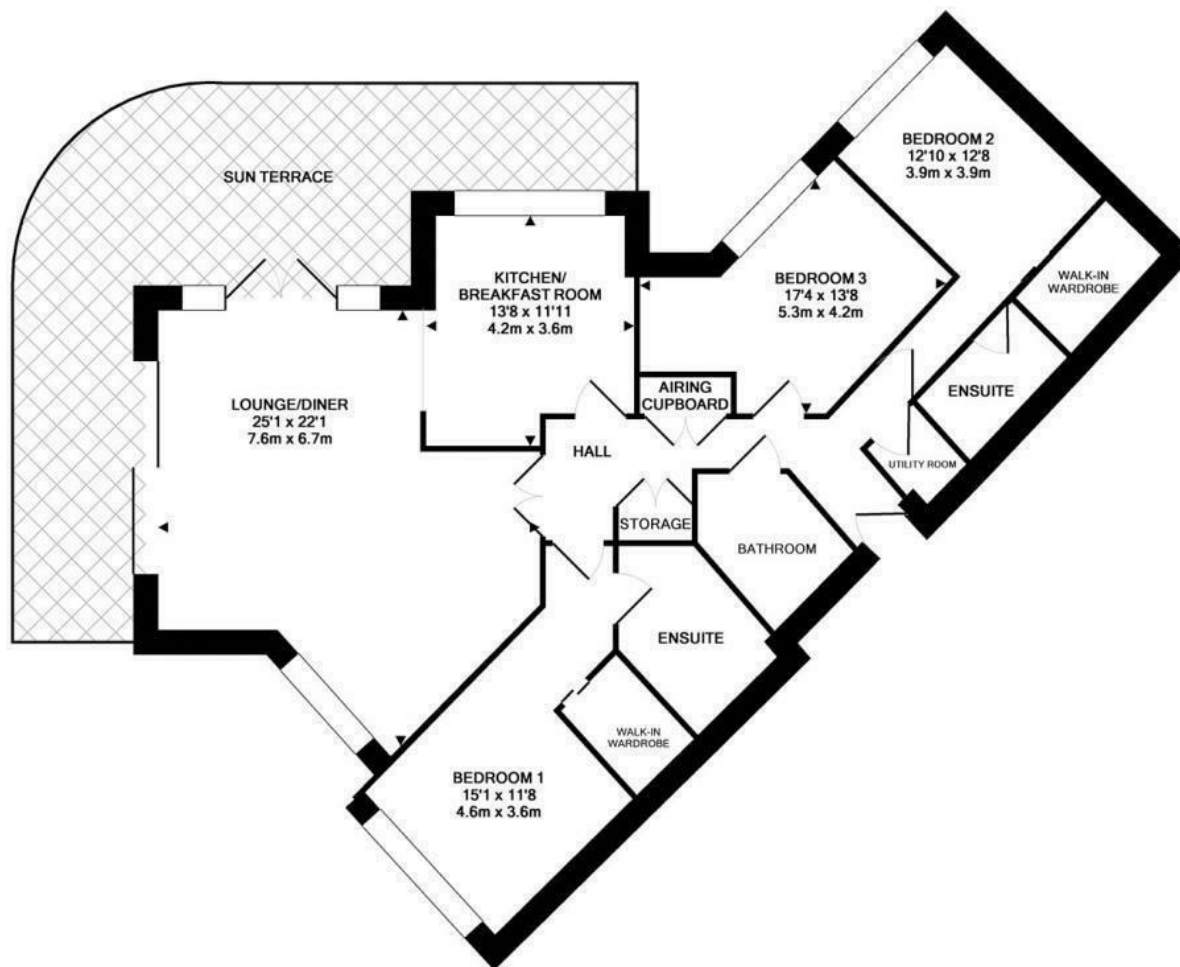 SUN TERRACE
KITCHEN/
BREAKFAST ROOM
13'8 x 11'11
4.2m x 3.6m
BEDROOM 2
12'10 x 12'8
3.9m x 3.9m
WALK-IN
WARDROBE
BEDROOM 3
17'4 x 13'8
5.3m x 4.2m
ENSUITE
AIRING
CUPBOARD
LOUNGE/DINER
25'1 x 22'1
7.6m x 6.7m
HALL
UTILITY ROOM
STORAGE
BATHROOM
ENSUITE
WALK-IN
WARDROBE
BEDROOM 1
15'1 x 11'8
4.6m x 3.6m